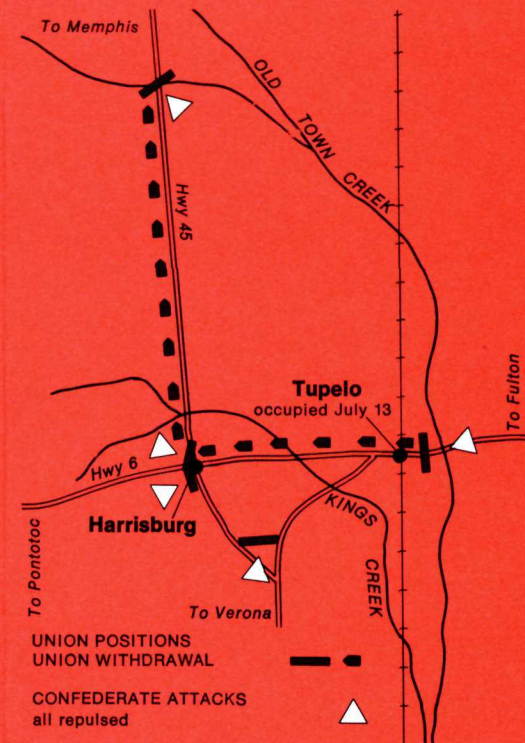 To Memphis
OLD
TOWN
CREEK
Hwy 45
Tupelo
occupied July 13
To Fulton
Hwy 6
Harrisburg
KINGS
CREEK
To Pontotoc
To Verona
UNION POSITIONS
UNION WITHDRAWAL
CONFEDERATE ATTACKS
all repulsed